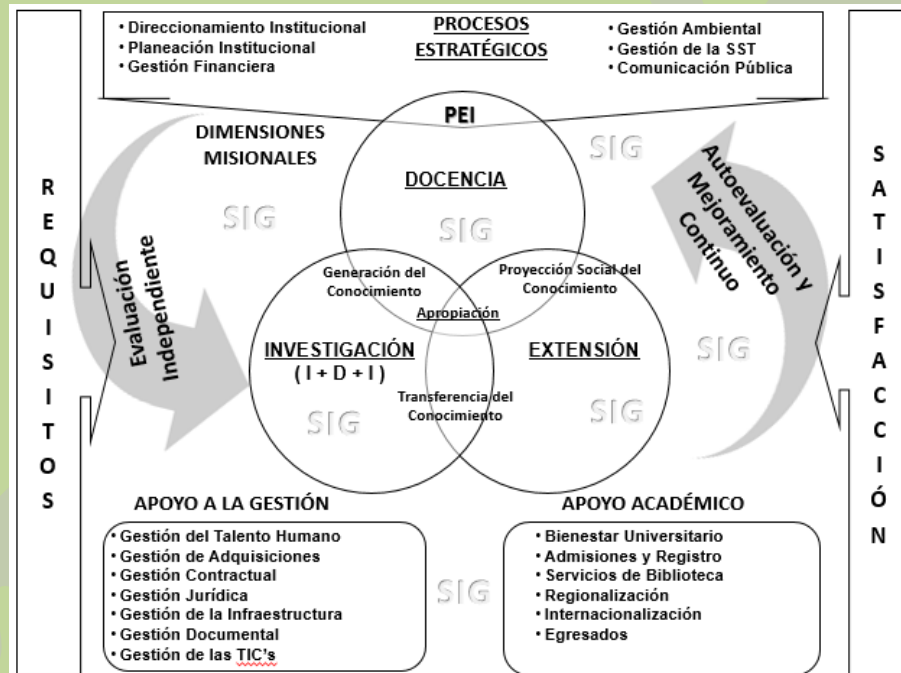 • Direccionamiento Institucional
• Planeación Institucional
• Gestión Financiera
PROCESOS
ESTRATÉGICOS
• Gestión Ambiental
• Gestión de la SST
• Comunicación Pública
REQUISITOS
DIMENSIONES
MISIONALES
PEI
DOCENCIA
SIG
SIG
SIG
Evaluación
Independiente
Autoevaluación y
Mejoramiento
Continuo
SATISFACCIÓN
Generación del
Conocimiento
Proyección Social del
Conocimiento
Apropiación
INVESTIGACIÓN
( I + D + I )
EXTENSIÓN
SIG
Transferencia del
Conocimiento
SIG
SIG
APOYO A LA GESTIÓN
• Gestión del Talento Humano
• Gestión de Adquisiciones
• Gestión Contractual
• Gestión Jurídica
• Gestión de la Infraestructura
• Gestión Documental
• Gestión de las TIC's
SIG
APOYO ACADÉMICO
• Bienestar Universitario
• Admisiones y Registro
• Servicios de Biblioteca
• Regionalización
• Internacionalización
• Egresados